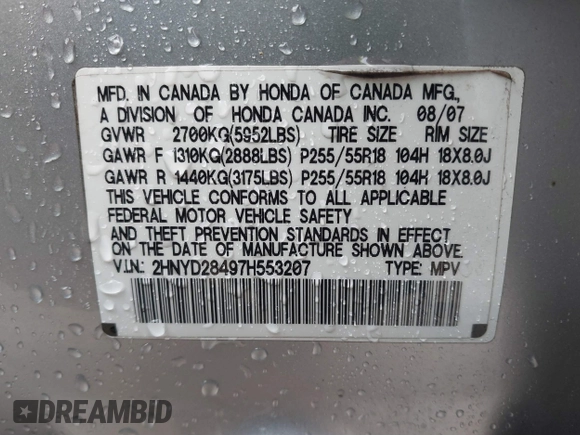 MFD. IN CANADA BY HONDA OF CANADA MFG.,
A DIVISION OF HONDA CANADA INC. 08/07
GVWR 2700KG(5952LBS) TIRE SIZE RIM SIZE
GAWR F 1310KG(2888LBS) P255/55R18 104H 18X8.0J
GAWR R 1440KG(3175LBS) P255/55R18 104H 18X8.0J
THIS VEHICLE CONFORMS TO ALL APPLICABLE
FEDERAL MOTOR VEHICLE SAFETY
AND THEFT PREVENTION STANDARDS IN EFFECT
ON THE DATE OF MANUFACTURE SHOWN ABOVE.
V.I.N.: 2HNYD28497H553207 TYPE: MPV
DREAMBID